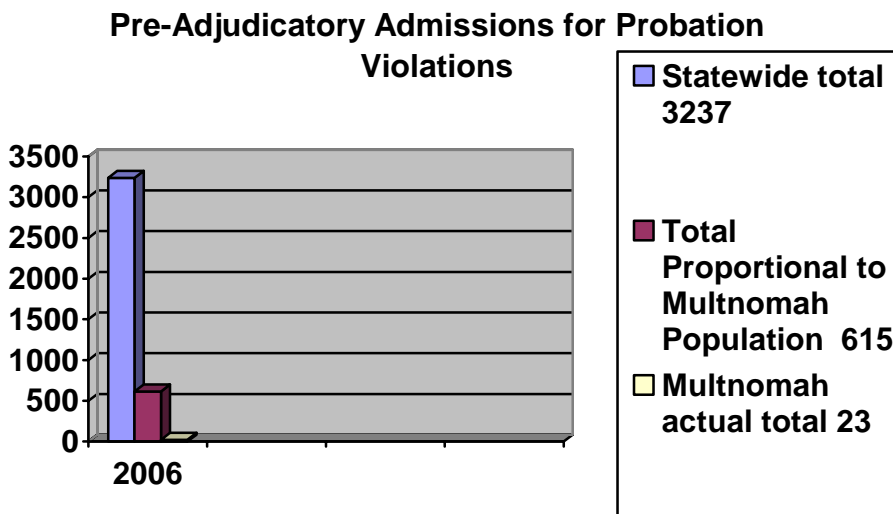 Pre-Adjudicatory Admissions for Probation
Violations
3500
3000
2500
2000
1500
1000
500
0
2006
Statewide total
3237
Total
Proportional to
Multnomah
Population  615
Multnomah
actual total 23